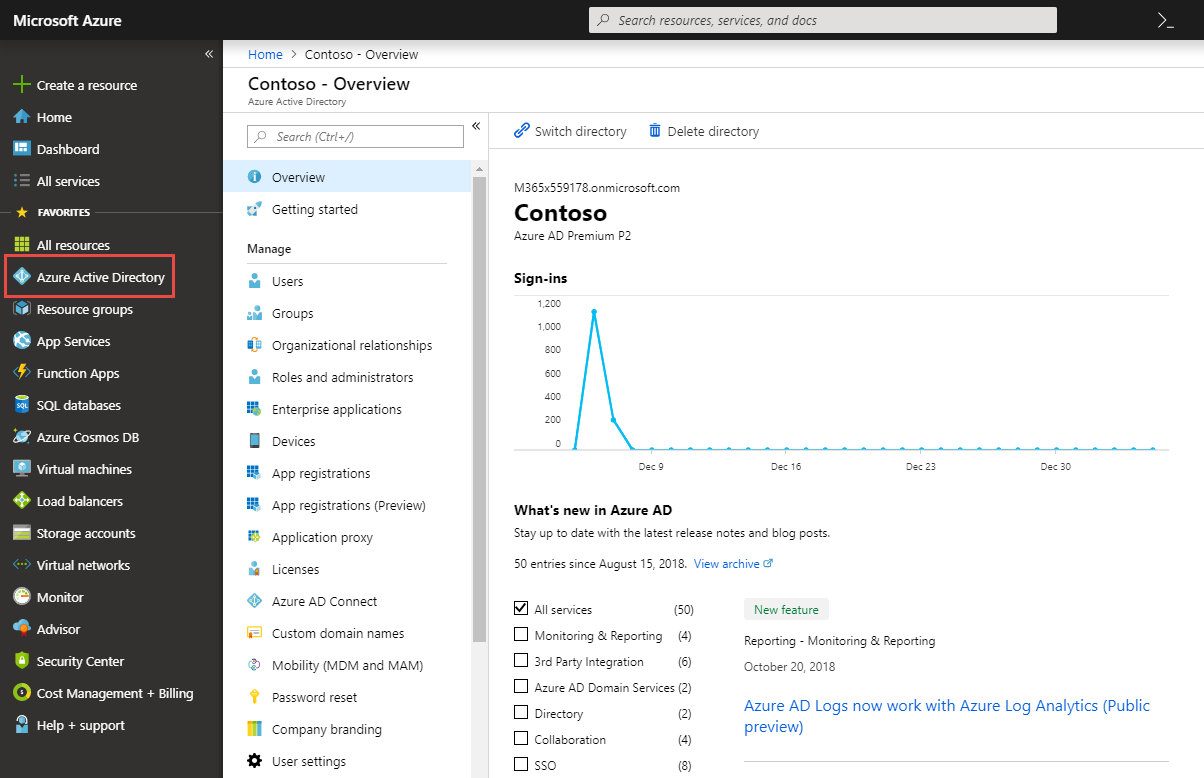 Microsoft Azure
Search resources, services, and docs
Create a resource
Home
Dashboard
All services
FAVORITES
All resources
Azure Active Directory
Resource groups
App Services
Function Apps
SQL databases
Azure Cosmos DB
Virtual machines
Load balancers
Storage accounts
Virtual networks
Monitor
Advisor
Security Center
Cost Management + Billing
Help + support
Home > Contoso - Overview
Contoso - Overview
Azure Active Directory
Search (Ctrl+/)
Overview
Getting started
Manage
Users
Groups
Organizational relationships
Roles and administrators
Enterprise applications
Devices
App registrations
App registrations (Preview)
Application proxy
Licenses
Azure AD Connect
Custom domain names
Mobility (MDM and MAM)
Password reset
Company branding
User settings
Switch directory
Delete directory
M365x559178.onmicrosoft.com
Contoso
Azure AD Premium P2
Sign-ins
1,200
1,000
800
600
400
200
0
Dec 9 Dec 16 Dec 23 Dec 30
What's new in Azure AD
Stay up to date with the latest release notes and blog posts.
50 entries since August 15, 2018. View archive
All services (50)
Monitoring & Reporting (4)
3rd Party Integration (6)
Azure AD Domain Services (2)
Directory (2)
Collaboration (4)
SSO (8)
New feature
Reporting - Monitoring & Reporting
October 20, 2018
Azure AD Logs now work with Azure Log Analytics (Public
preview)